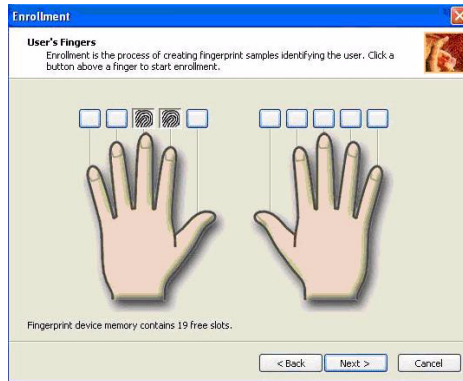 Enrollment
User's Fingers
Enrollment is the process of creating fingerprint samples identifying the user. Click a
button above a finger to start enrollment.
Fingerprint device memory contains 19 free slots.
< Back Next > Cancel